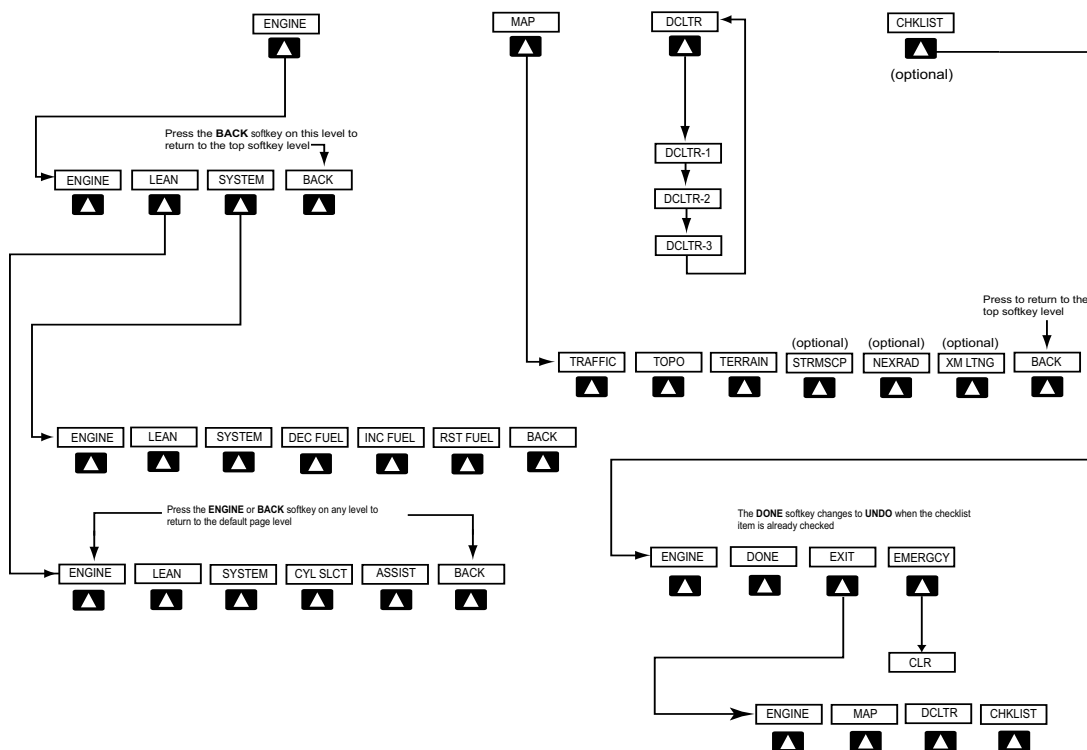 ENGINE
MAP
DCLTR
CHKLIST
(optional)
Press the BACK softkey on this level to
return to the top softkey level
ENGINE
LEAN
SYSTEM
BACK
DCLTR-1
DCLTR-2
DCLTR-3
Press to return to the
top softkey level
(optional)
(optional)
(optional)
TRAFFIC
TOPO
TERRAIN
STRMSCP
NEXRAD
XM LTNG
BACK
ENGINE
LEAN
SYSTEM
DEC FUEL
INC FUEL
RST FUEL
BACK
Press the ENGINE or BACK softkey on any level to
return to the default page level
The DONE softkey changes to UNDO when the checklist
item is already checked
ENGINE
LEAN
SYSTEM
CYL SLCT
ASSIST
BACK
ENGINE
DONE
EXIT
EMERGCY
CLR
ENGINE
MAP
DCLTR
CHKLIST